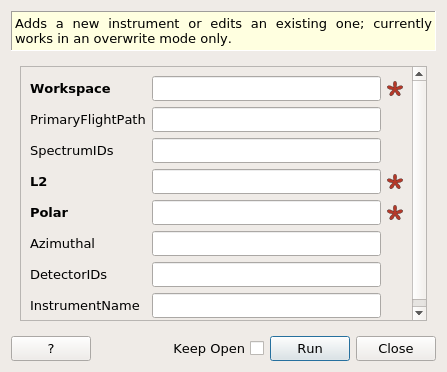 Adds a new instrument or edits an existing one; currently
works in an overwrite mode only.
Workspace
PrimaryFlightPath
SpectrumIDs
L2
Polar
Azimuthal
DetectorIDs
InstrumentName
? Keep Open Run Close